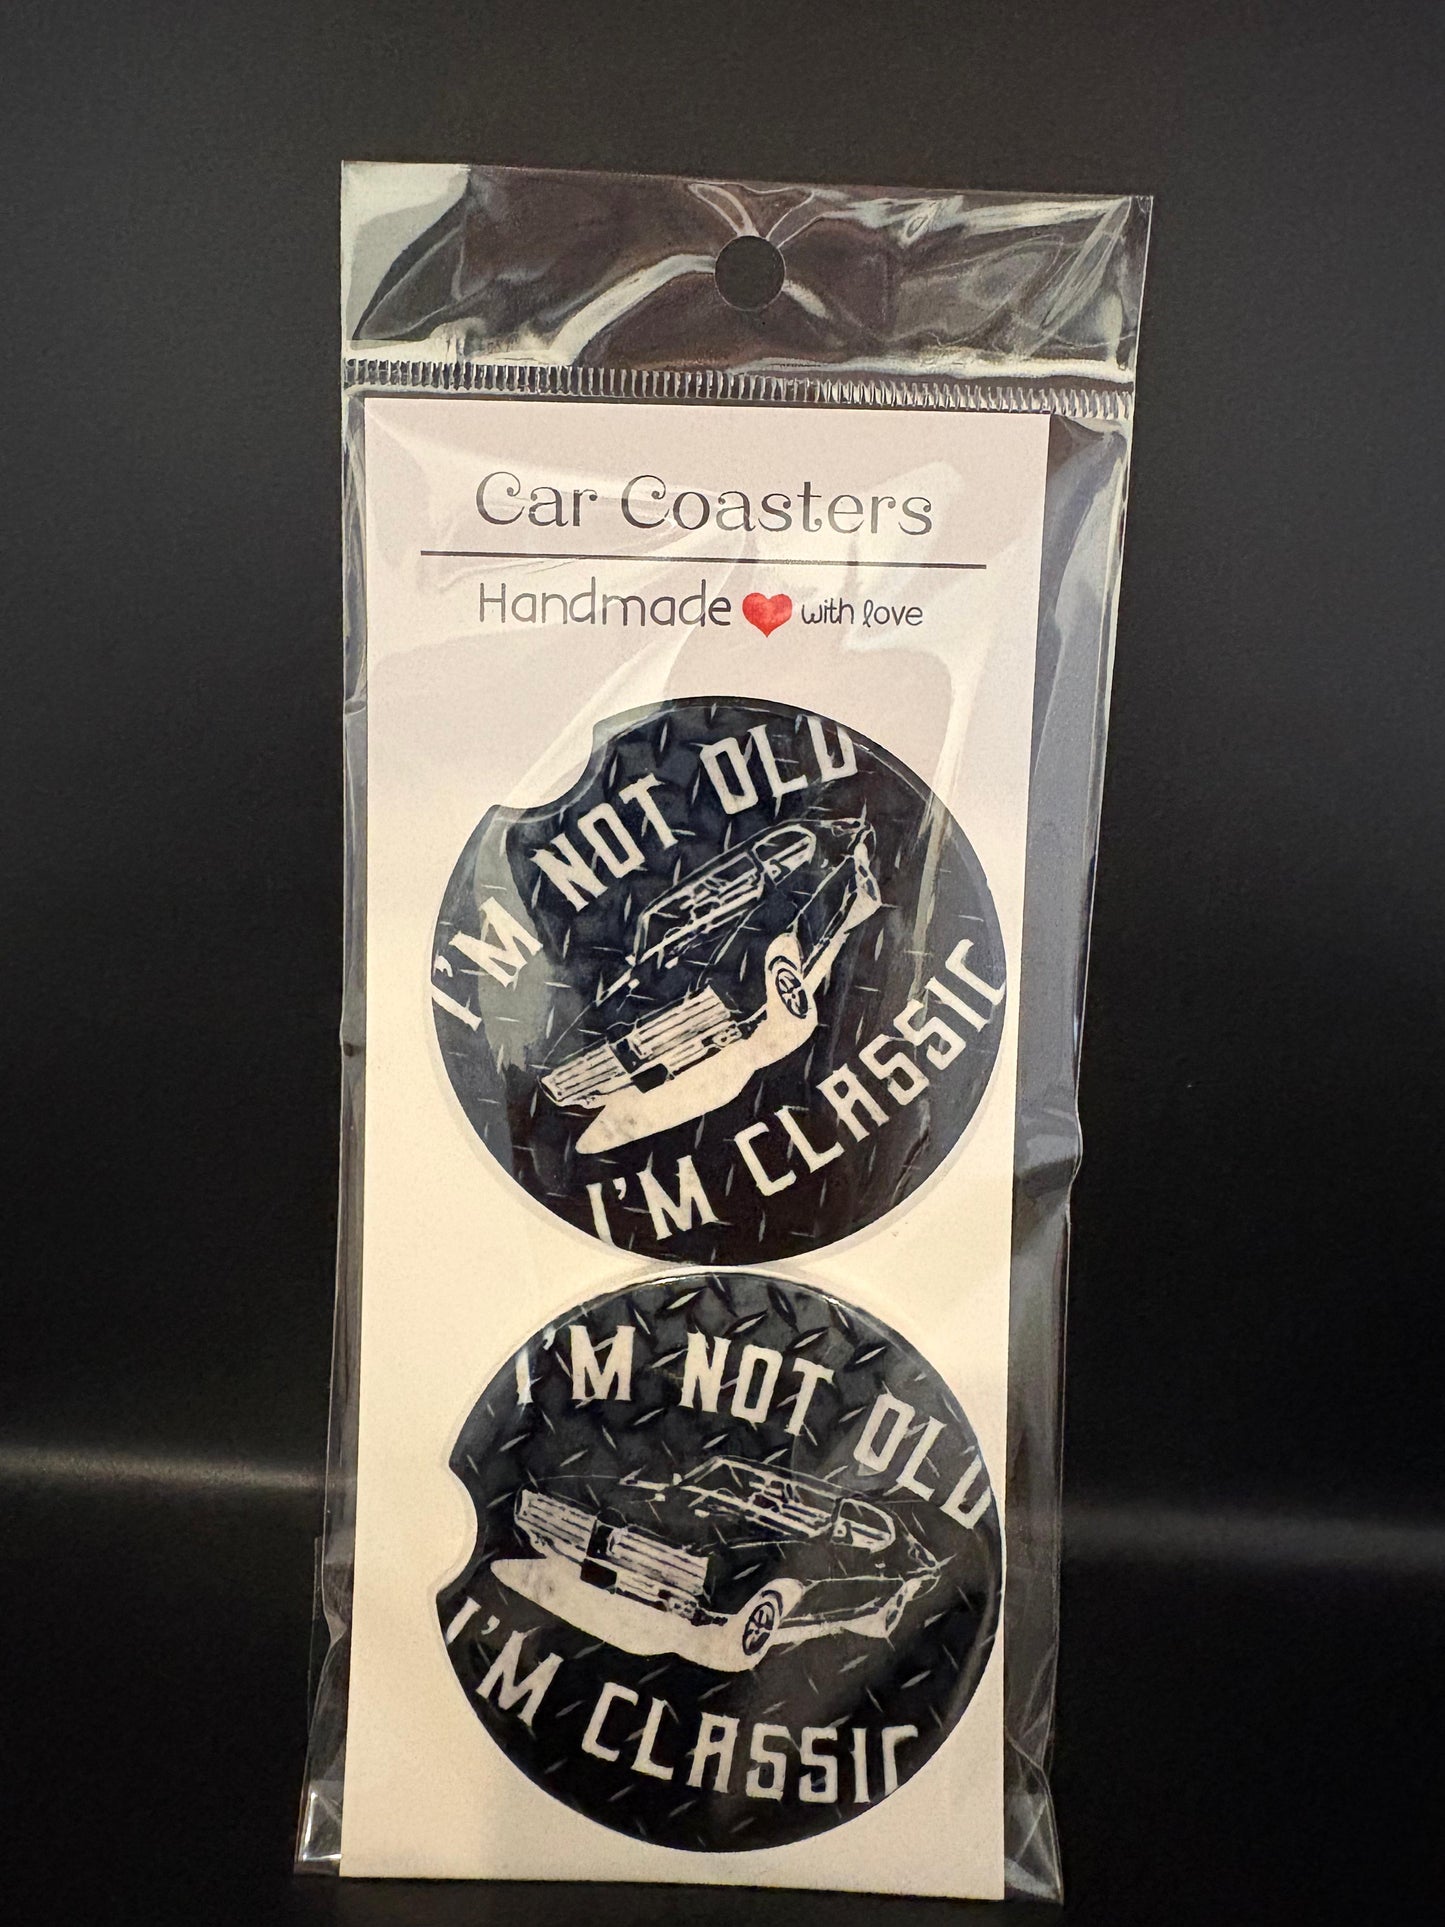 Car Coasters
Handmade with love
I'M NOT OLD
I'M CLASSIC
I'M NOT OLD
I'M CLASSIC